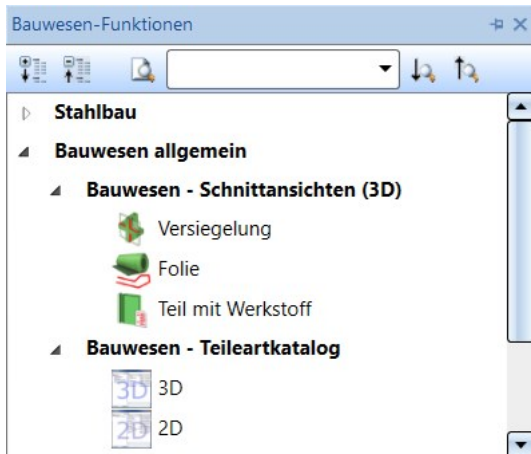 Bauwesen-Funktionen
Stahlbau
Bauwesen allgemein
Bauwesen - Schnittansichten (3D)
Versiegelung
Folie
Teil mit Werkstoff
Bauwesen - Teileartkatalog
3D 3D
2D 2D